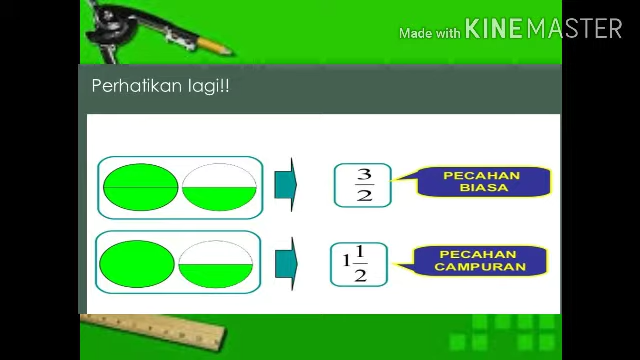 Made with KINEMASTER
Perhatikan lagi!!
3/2
PECAHAN
BIASA
1 1/2
PECAHAN
CAMPURAN